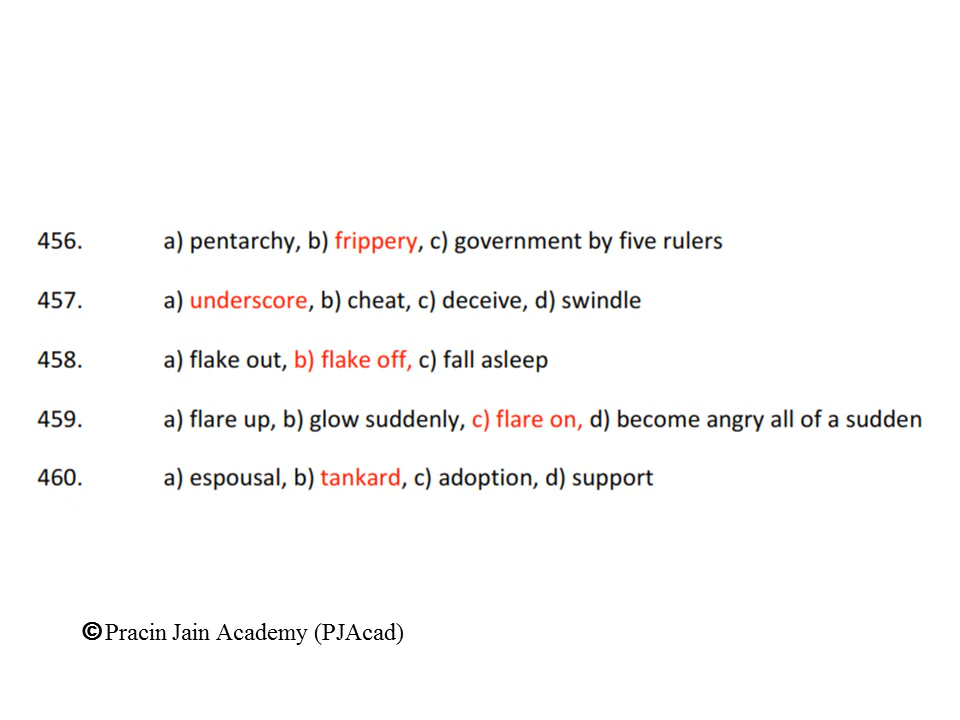 456. a) pentarchy, b) frippery, c) government by five rulers
457. a) underscore, b) cheat, c) deceive, d) swindle
458. a) flake out, b) flake off, c) fall asleep
459. a) flare up, b) glow suddenly, c) flare on, d) become angry all of a sudden
460. a) espousal, b) tankard, c) adoption, d) support
©Pracin Jain Academy (PJAcad)